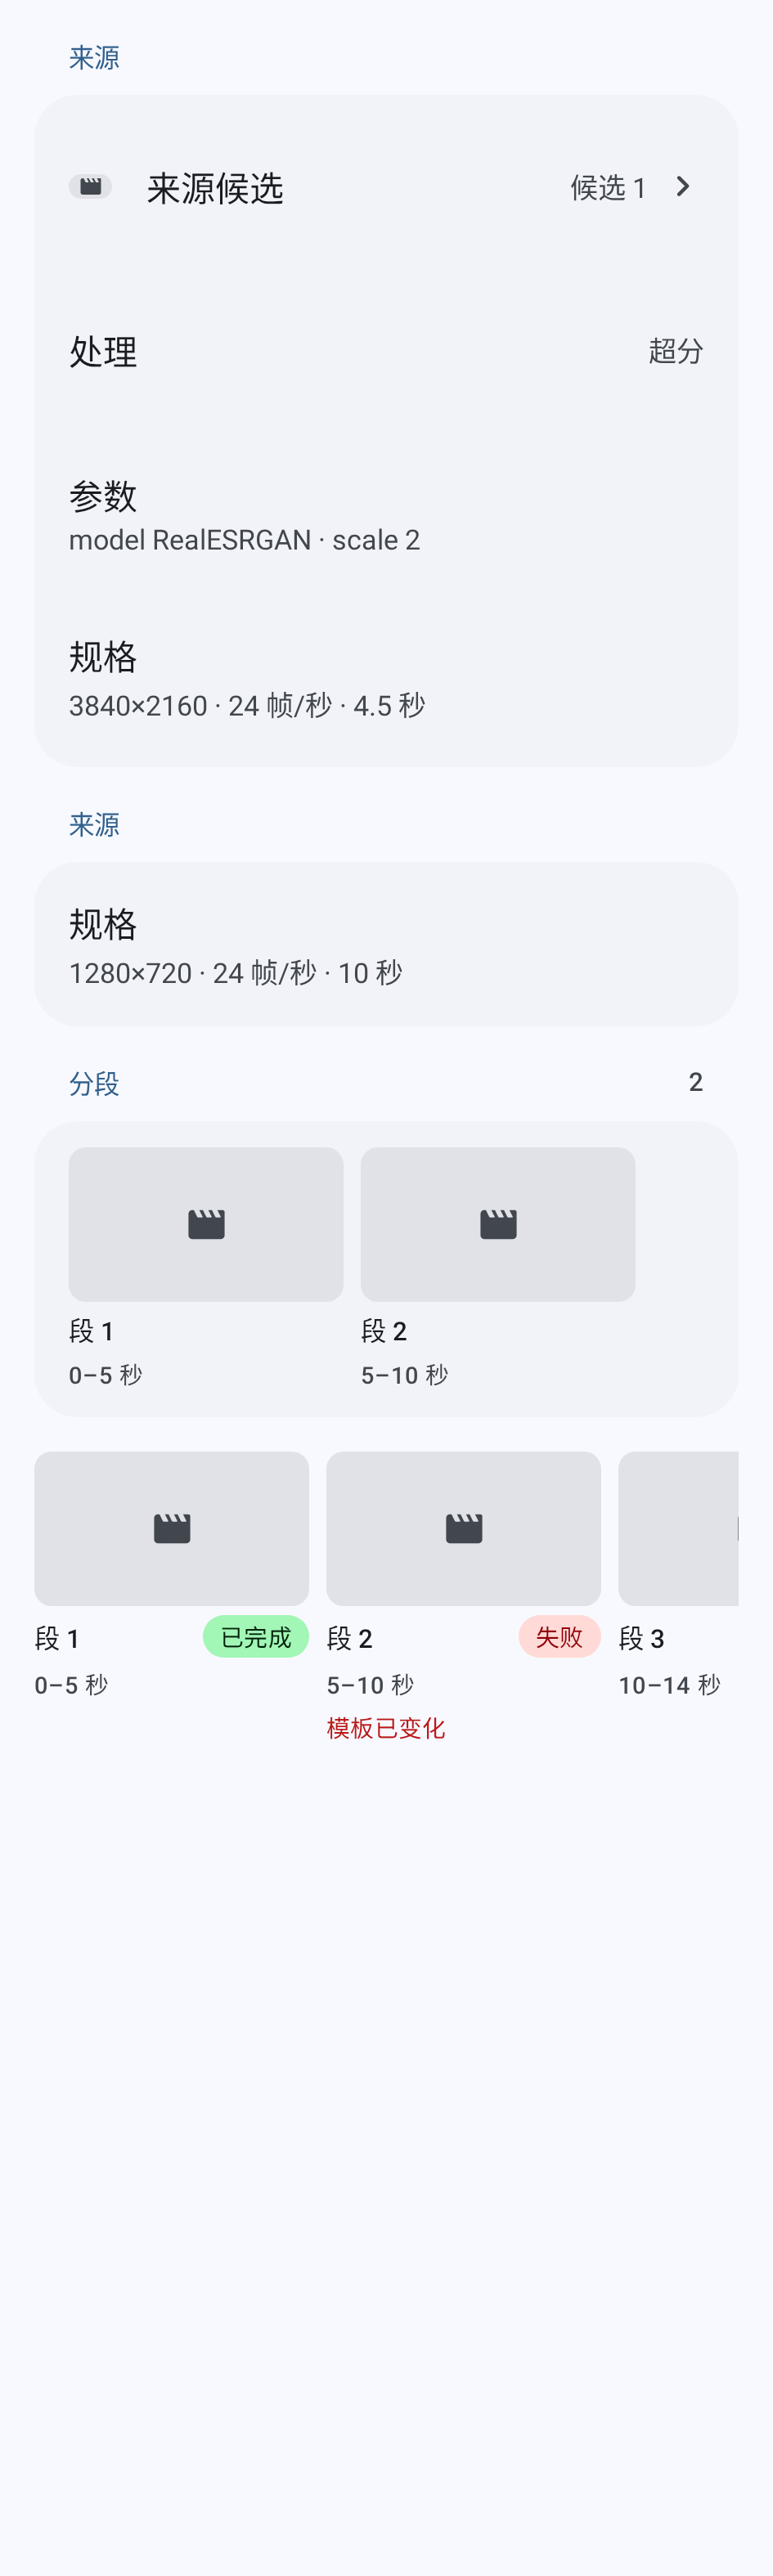 来源
来源候选 候选 1
处理 超分
参数
model RealESRGAN · scale 2
规格
3840×2160 · 24 帧/秒 · 4.5 秒
来源
规格
1280×720 · 24 帧/秒 · 10 秒
分段 2
段 1 段 2
0–5 秒 5–10 秒
段 1 已完成 段 2 失败 段 3
0–5 秒 5–10 秒 10–14 秒
模板已变化